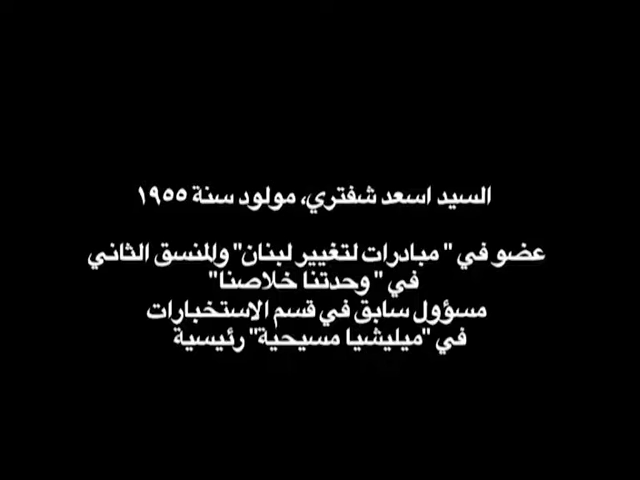 السيد اسعد شفتري، مولود سنة ١٩٥٥
عضو في " مبادرات لتغيير لبنان" والمنسق الثاني
في " وحدتنا خلاصنا"
مسؤول سابق في قسم الاستخبارات
في "ميليشيا مسيحية" رئيسية